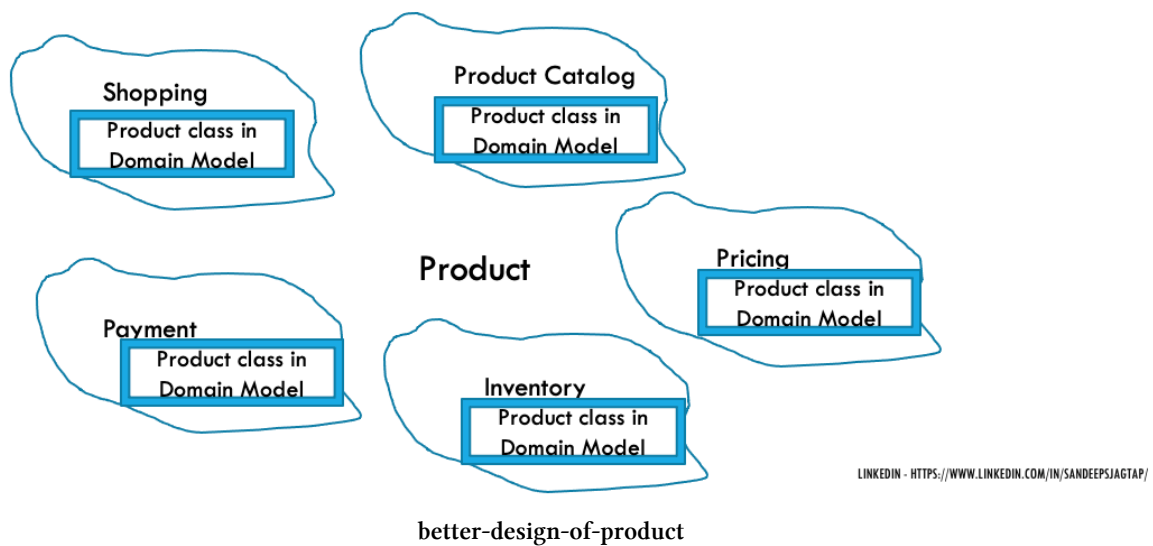 Shopping
Product class in
Domain Model
Product Catalog
Product class in
Domain Model
Pricing
Product class in
Domain Model
Product
Payment
Product class in
Domain Model
Inventory
Product class in
Domain Model
LINKEDIN - HTTPS://WWW.LINKEDIN.COM/IN/SANDEEPSJAGTAP/
better-design-of-product